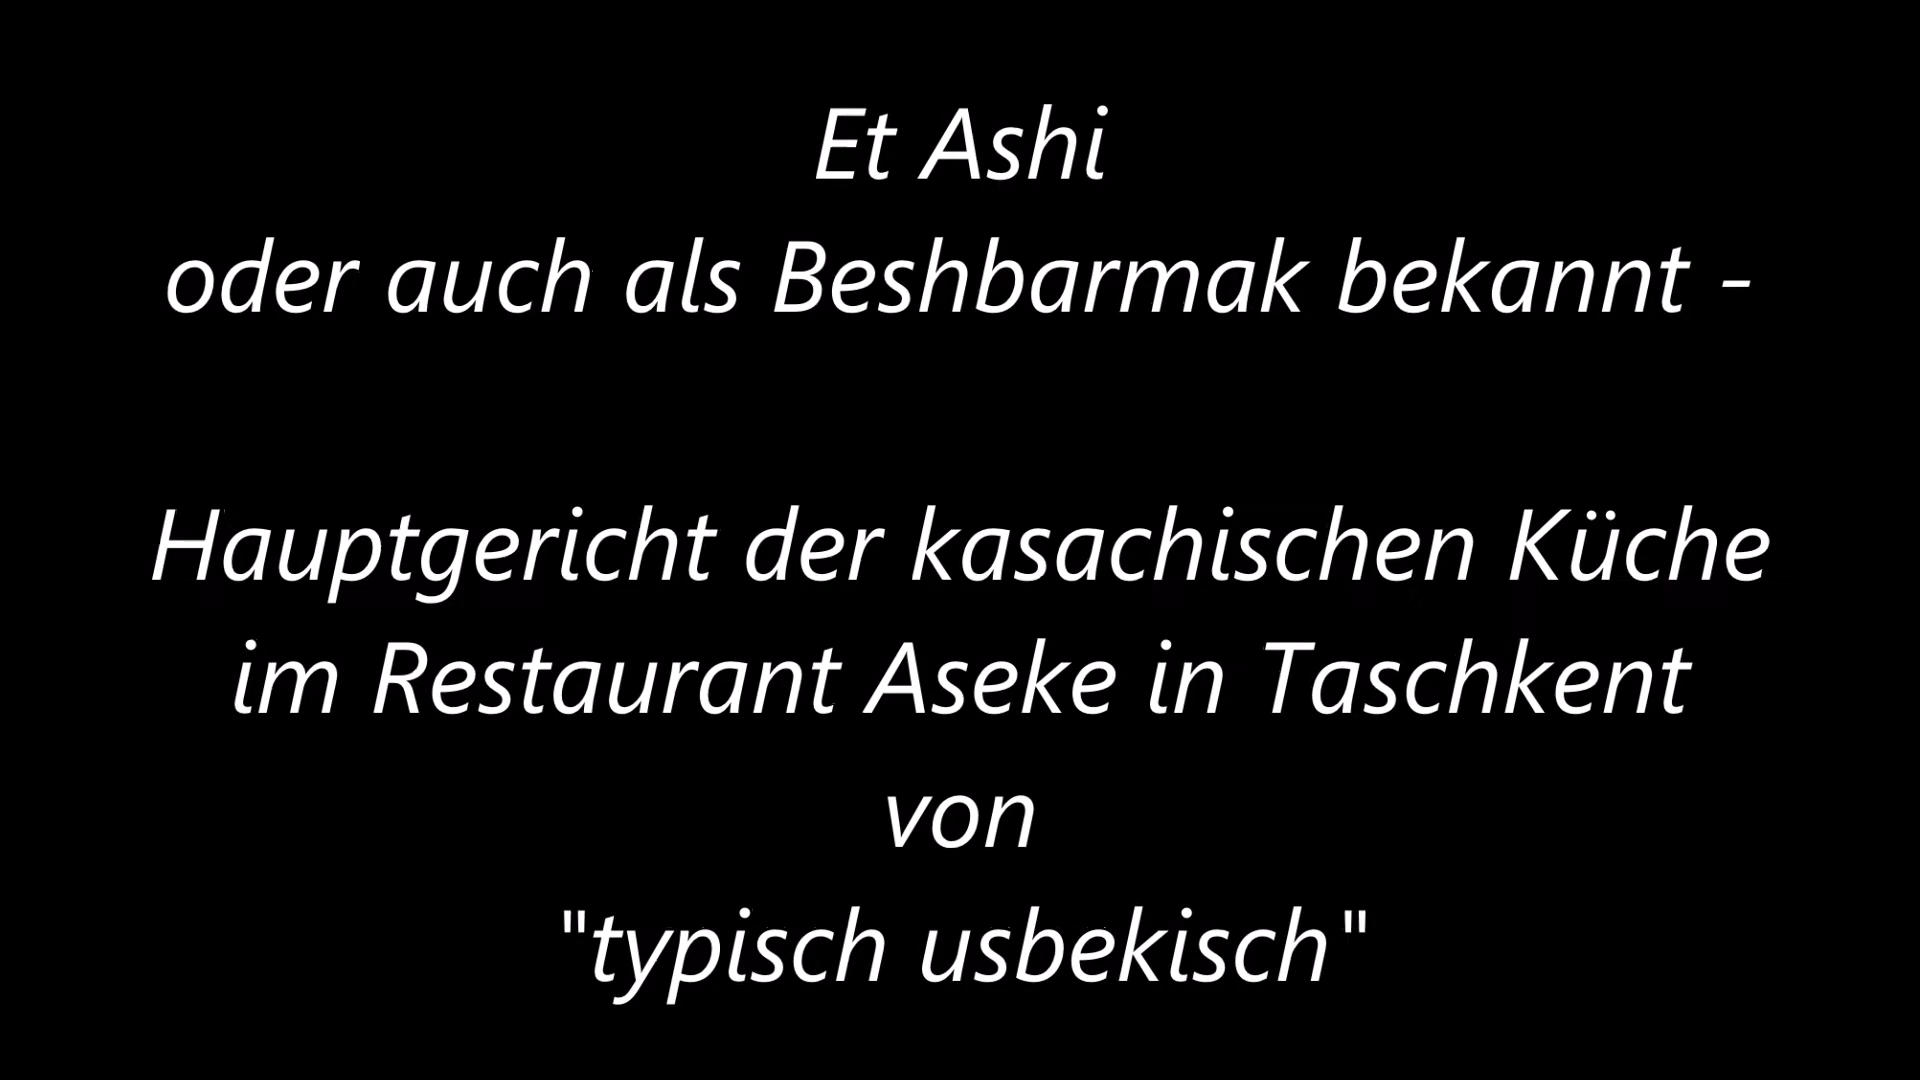 Et Ashi
oder auch als Beshbarmak bekannt -
Hauptgericht der kasachischen Küche
im Restaurant Aseke in Taschkent
von
"typisch usbekisch"